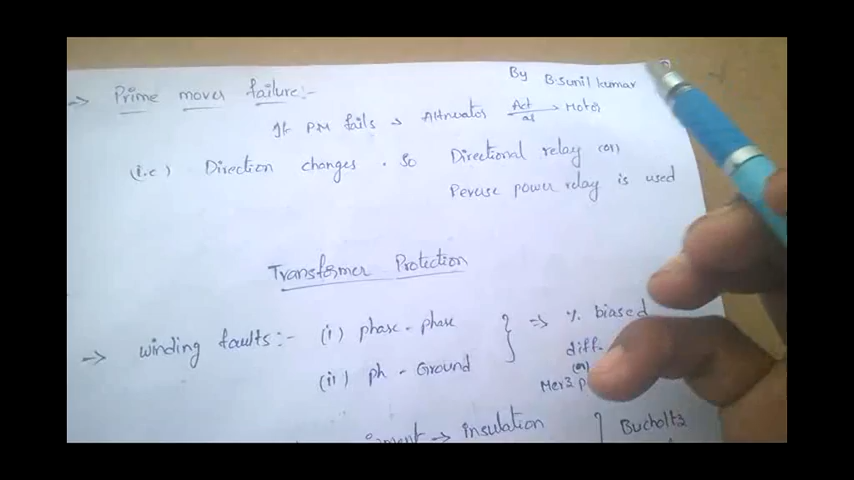 By B.Sunil kumar
⇒ Prime mover failure:-
If PM fails → Alternator Act as → Motor
(i.e) Direction changes . So Directional relay (or)
Reverse power relay is used
Transformer Protection
⇒ winding faults:- (i) phase - phase } ⇒ % biased
diff.
(ii) ph - Ground (or)
Merz P
→ insulation } Bucholtz